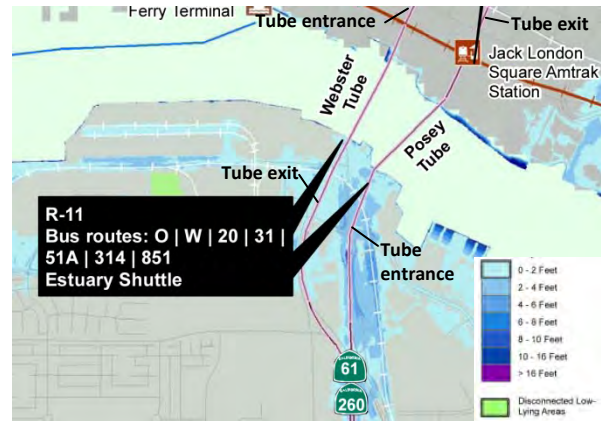 Ferry Terminal
Tube entrance
Tube exit
Jack London
Square Amtrak
Station
Webster
Tube
Posey
Tube
Tube exit
R-11
Bus routes: O | W | 20 | 31 |
51A | 314 | 851
Estuary Shuttle
Tube
entrance
0 - 2 Feet
2 - 4 Feet
4 - 6 Feet
6 - 8 Feet
8 - 10 Feet
10 - 16 Feet
> 16 Feet
Disconnected Low-
Lying Areas
CALIFORNIA
61
CALIFORNIA
260